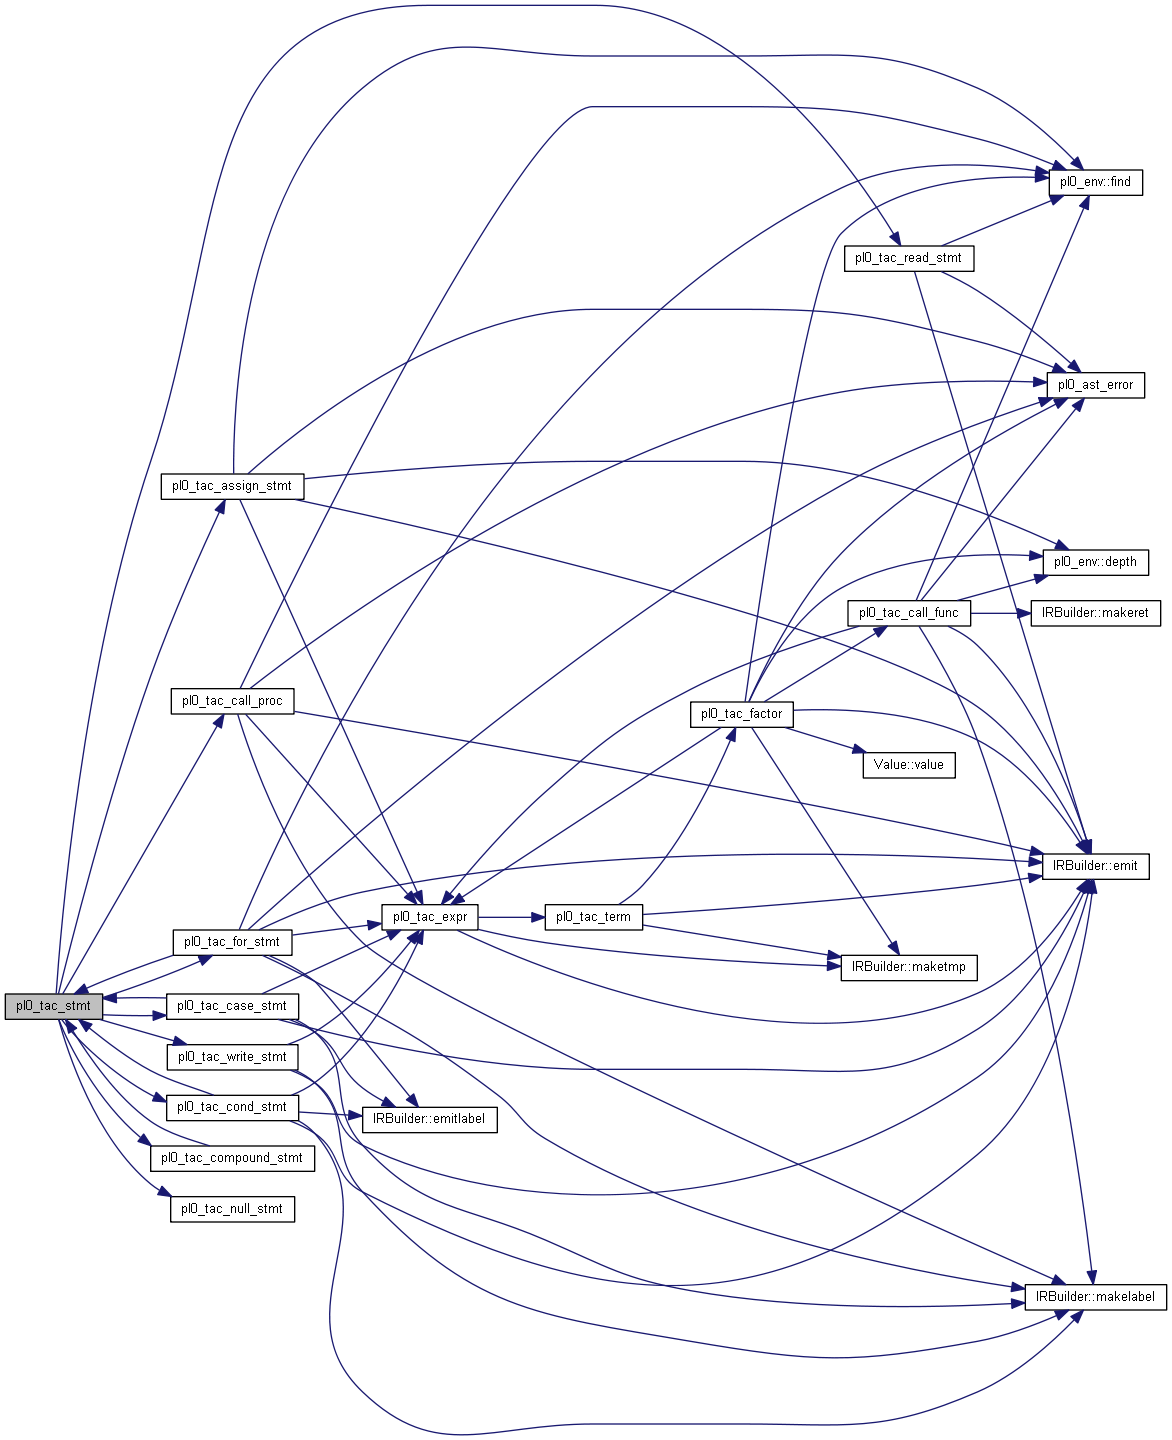 pl0_env::find
pl0_tac_read_stmt
pl0_ast_error
pl0_tac_assign_stmt
pl0_env::depth
pl0_tac_call_func
IRBuilder::makeret
pl0_tac_call_proc
pl0_tac_factor
Value::value
IRBuilder::emit
pl0_tac_expr
pl0_tac_term
pl0_tac_for_stmt
IRBuilder::maketmp
pl0_tac_stmt
pl0_tac_case_stmt
pl0_tac_write_stmt
pl0_tac_cond_stmt
IRBuilder::emitlabel
pl0_tac_compound_stmt
pl0_tac_null_stmt
IRBuilder::makelabel